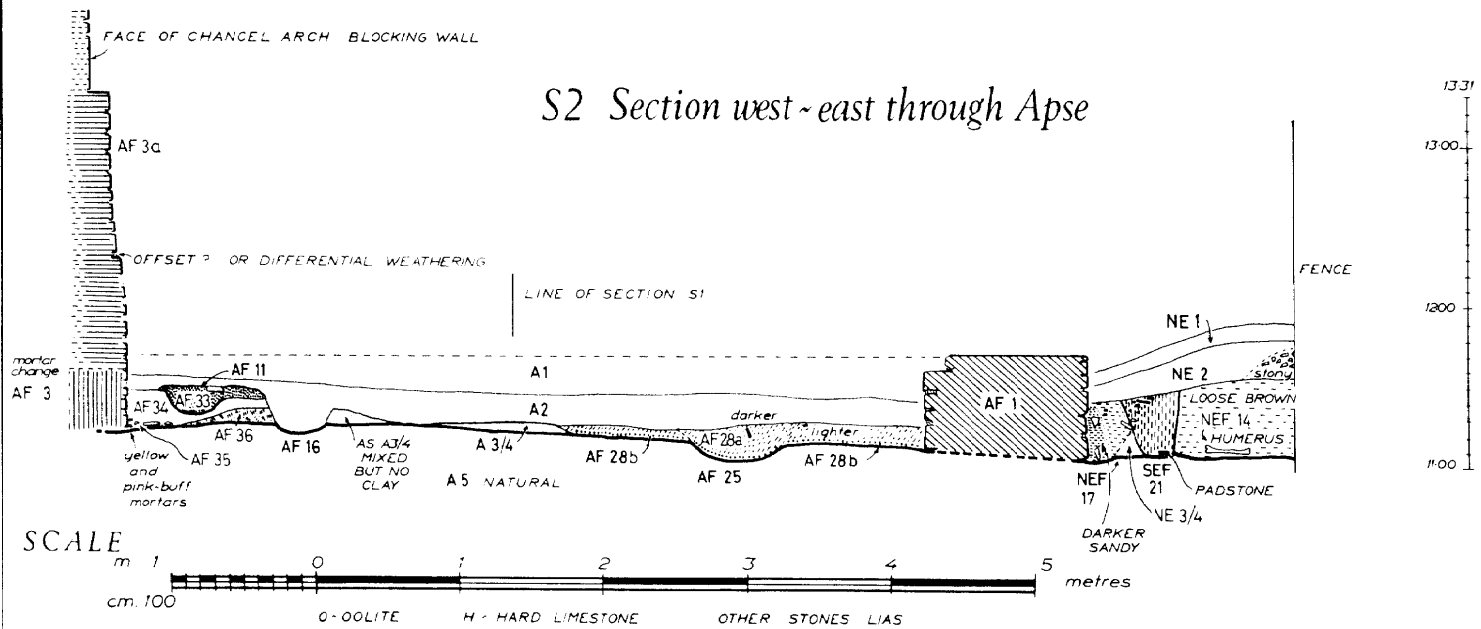 FACE OF CHANCEL ARCH BLOCKING WALL
S2 Section west~east through Apse
13·31
AF 3a
13·00
OFFSET? OR DIFFERENTIAL WEATHERING
FENCE
LINE OF SECTION S1
12·00
NE 1
mortar
change
AF 3
AF 11
A1
NE 2
stony
AF 34
AF 33
A2
AF 1
LOOSE BROWN
darker
NEF 14
AF 36
AF 16
A 3/4
AF 28a
lighter
HUMERUS
AF 35
AS A3/4
MIXED
BUT NO
CLAY
AF 28b
AF 25
AF 28b
11·00
yellow
and
pink-buff
mortars
A5 NATURAL
NEF
17
SEF
21
PADSTONE
NE 3/4
DARKER
SANDY
SCALE
m 1 0 1 2 3 4 5 metres
cm. 100
O-OOLITE H - HARD LIMESTONE OTHER STONES LIAS